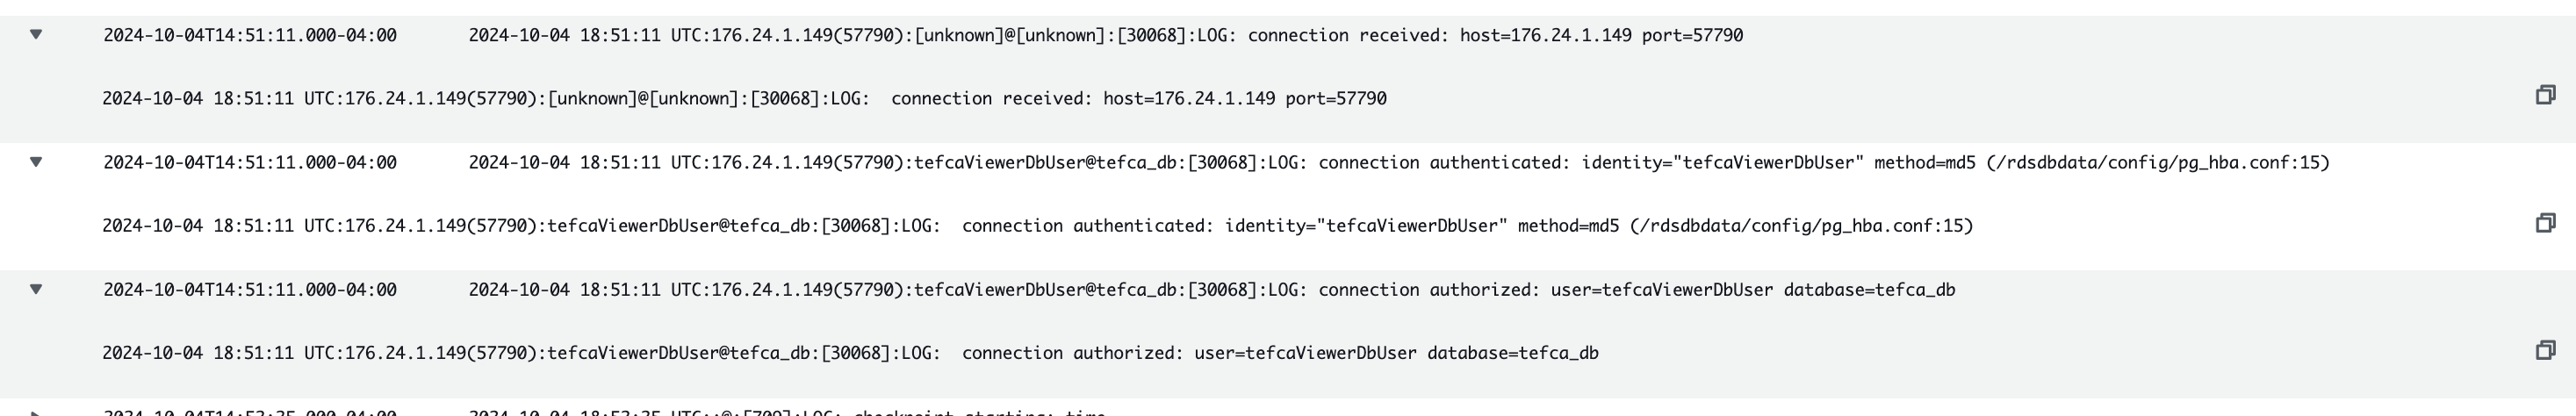 2024-10-04T14:51:11.000-04:00 2024-10-04 18:51:11 UTC:176.24.1.149(57790):[unknown]@[unknown]:[30068]:LOG: connection received: host=176.24.1.149 port=57790
2024-10-04 18:51:11 UTC:176.24.1.149(57790):[unknown]@[unknown]:[30068]:LOG:  connection received: host=176.24.1.149 port=57790
2024-10-04T14:51:11.000-04:00 2024-10-04 18:51:11 UTC:176.24.1.149(57790):tefcaViewerDbUser@tefca_db:[30068]:LOG: connection authenticated: identity="tefcaViewerDbUser" method=md5 (/rdsdbdata/config/pg_hba.conf:15)
2024-10-04 18:51:11 UTC:176.24.1.149(57790):tefcaViewerDbUser@tefca_db:[30068]:LOG:  connection authenticated: identity="tefcaViewerDbUser" method=md5 (/rdsdbdata/config/pg_hba.conf:15)
2024-10-04T14:51:11.000-04:00 2024-10-04 18:51:11 UTC:176.24.1.149(57790):tefcaViewerDbUser@tefca_db:[30068]:LOG: connection authorized: user=tefcaViewerDbUser database=tefca_db
2024-10-04 18:51:11 UTC:176.24.1.149(57790):tefcaViewerDbUser@tefca_db:[30068]:LOG:  connection authorized: user=tefcaViewerDbUser database=tefca_db